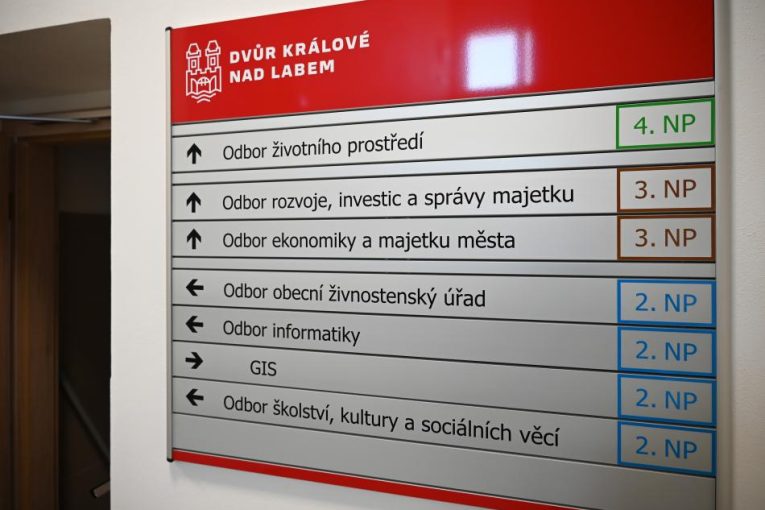 DVŮR KRÁLOVÉ
NAD LABEM
↑ Odbor životního prostředí 4. NP
↑ Odbor rozvoje, investic a správy majetku 3. NP
↑ Odbor ekonomiky a majetku města 3. NP
← Odbor obecní živnostenský úřad 2. NP
← Odbor informatiky 2. NP
→ GIS 2. NP
← Odbor školství, kultury a sociálních věcí 2. NP